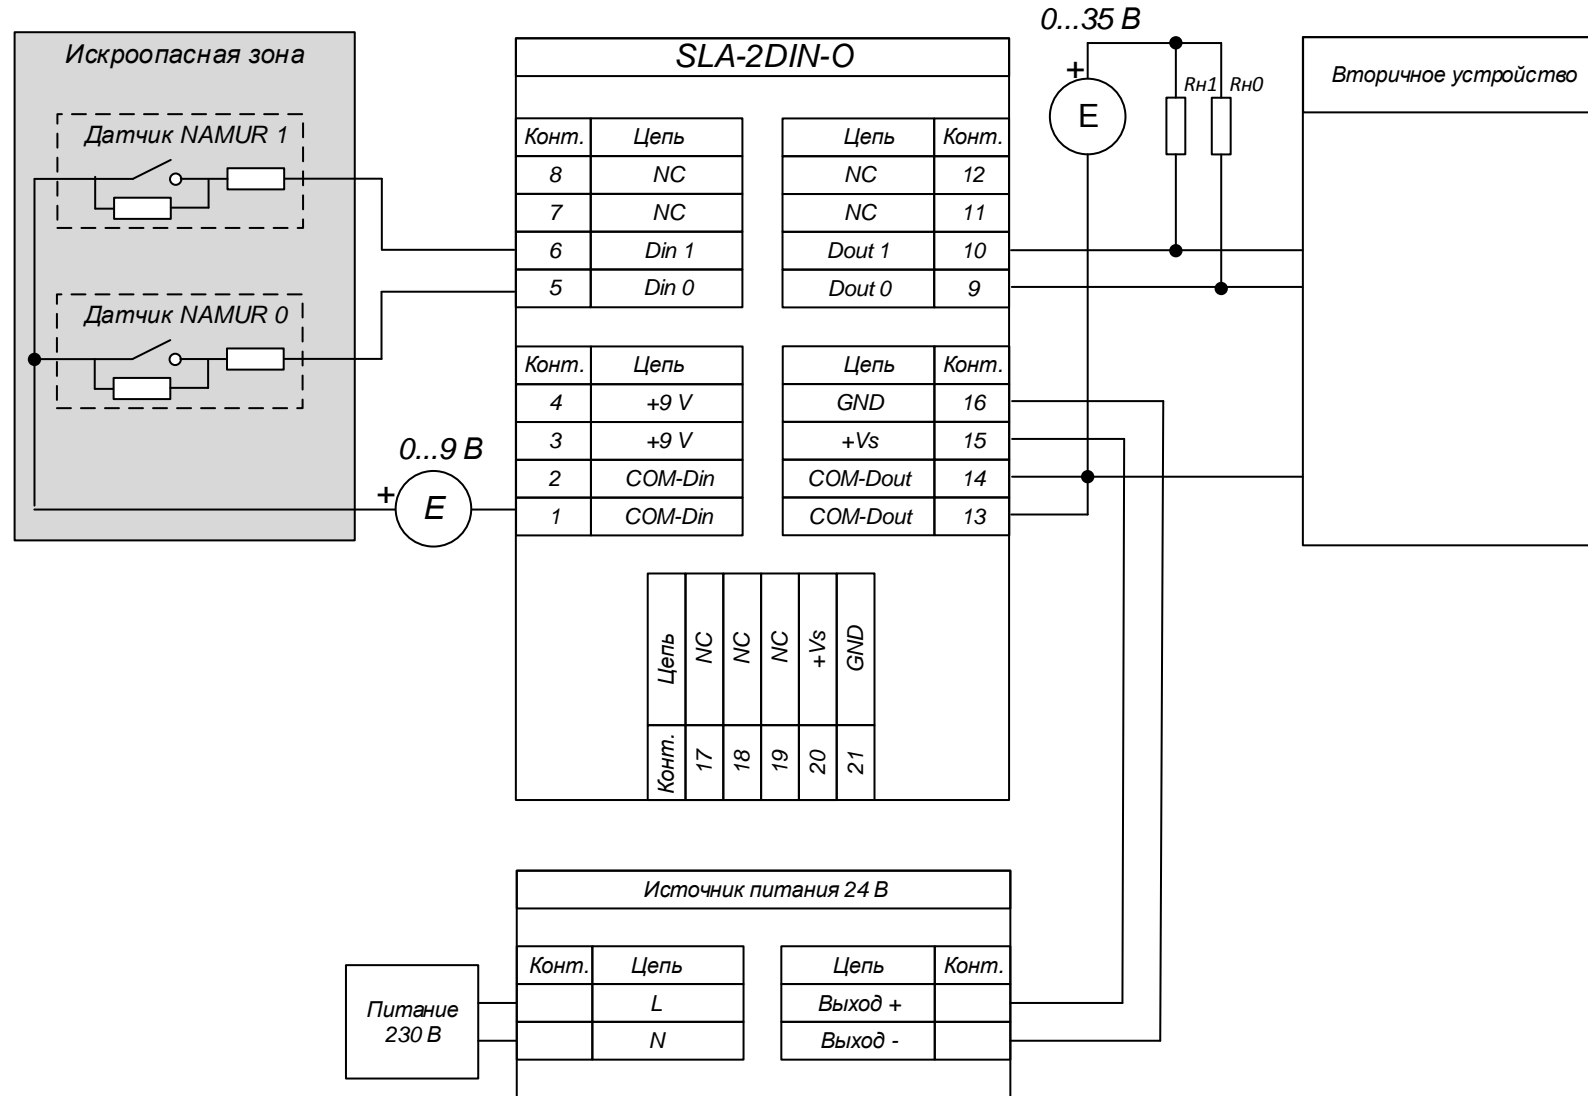 0...35 В
Искроопасная зона
SLA-2DIN-O
+
Rн1
Rн0
Вторичное устройство
E
Датчик NAMUR 1
Конт. Цепь
Цепь Конт.
8 NC
NC 12
7 NC
NC 11
6 Din 1
Dout 1 10
5 Din 0
Dout 0 9
Датчик NAMUR 0
Конт. Цепь
Цепь Конт.
4 +9 V
GND 16
3 +9 V
+Vs 15
2 COM-Din
COM-Dout 14
1 COM-Din
COM-Dout 13
0...9 В
+
E
Цепь NC NC NC +Vs GND
Конт. 17 18 19 20 21
Источник питания 24 В
Конт. Цепь
Цепь Конт.
L
Выход +
N
Выход -
Питание
230 В